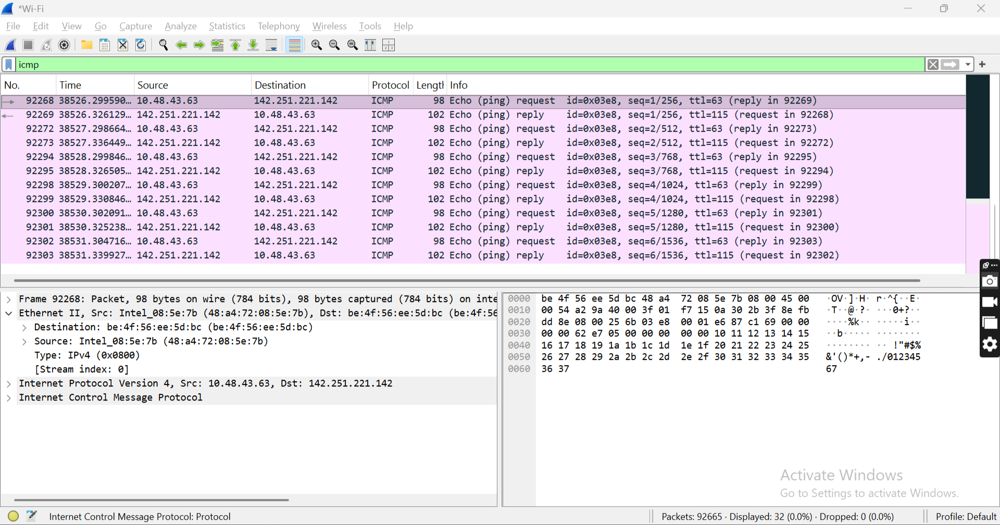 *Wi-Fi
File Edit View Go Capture Analyze Statistics Telephony Wireless Tools Help
icmp
No. Time Source Destination Protocol Length Info
92268 38526.299590… 10.48.43.63 142.251.221.142 ICMP 98 Echo (ping) request id=0x03e8, seq=1/256, ttl=63 (reply in 92269)
92269 38526.326129… 142.251.221.142 10.48.43.63 ICMP 102 Echo (ping) reply id=0x03e8, seq=1/256, ttl=115 (request in 92268)
92272 38527.298664… 10.48.43.63 142.251.221.142 ICMP 98 Echo (ping) request id=0x03e8, seq=2/512, ttl=63 (reply in 92273)
92273 38527.336449… 142.251.221.142 10.48.43.63 ICMP 102 Echo (ping) reply id=0x03e8, seq=2/512, ttl=115 (request in 92272)
92294 38528.299846… 10.48.43.63 142.251.221.142 ICMP 98 Echo (ping) request id=0x03e8, seq=3/768, ttl=63 (reply in 92295)
92295 38528.326505… 142.251.221.142 10.48.43.63 ICMP 102 Echo (ping) reply id=0x03e8, seq=3/768, ttl=115 (request in 92294)
92298 38529.300207… 10.48.43.63 142.251.221.142 ICMP 98 Echo (ping) request id=0x03e8, seq=4/1024, ttl=63 (reply in 92299)
92299 38529.330846… 142.251.221.142 10.48.43.63 ICMP 102 Echo (ping) reply id=0x03e8, seq=4/1024, ttl=115 (request in 92298)
92300 38530.302091… 10.48.43.63 142.251.221.142 ICMP 98 Echo (ping) request id=0x03e8, seq=5/1280, ttl=63 (reply in 92301)
92301 38530.325238… 142.251.221.142 10.48.43.63 ICMP 102 Echo (ping) reply id=0x03e8, seq=5/1280, ttl=115 (request in 92300)
92302 38531.304716… 10.48.43.63 142.251.221.142 ICMP 98 Echo (ping) request id=0x03e8, seq=6/1536, ttl=63 (reply in 92303)
92303 38531.339927… 142.251.221.142 10.48.43.63 ICMP 102 Echo (ping) reply id=0x03e8, seq=6/1536, ttl=115 (request in 92302)
Frame 92268: Packet, 98 bytes on wire (784 bits), 98 bytes captured (784 bits) on inte
Ethernet II, Src: Intel_08:5e:7b (48:a4:72:08:5e:7b), Dst: be:4f:56:ee:5d:bc (be:4f:56
Destination: be:4f:56:ee:5d:bc (be:4f:56:ee:5d:bc)
Source: Intel_08:5e:7b (48:a4:72:08:5e:7b)
Type: IPv4 (0x0800)
[Stream index: 0]
Internet Protocol Version 4, Src: 10.48.43.63, Dst: 142.251.221.142
Internet Control Message Protocol
0000 be 4f 56 ee 5d bc 48 a4 72 08 5e 7b 08 00 45 00 ·OV·]·H· r·^{··E·
0010 00 54 a2 9a 40 00 3f 01 f7 15 0a 30 2b 3f 8e fb ·T··@·?· ···0+?··
0020 dd 8e 08 00 25 6b 03 e8 00 01 e6 87 c1 69 00 00 ····%k·· ·····i··
0030 00 00 62 e7 05 00 00 00 00 00 10 11 12 13 14 15 ··b····· ········
0040 16 17 18 19 1a 1b 1c 1d 1e 1f 20 21 22 23 24 25 ········ ·· !"#$%
0050 26 27 28 29 2a 2b 2c 2d 2e 2f 30 31 32 33 34 35 &'()*+,- ./012345
0060 36 37 67
Activate Windows
Go to Settings to activate Windows.
Internet Control Message Protocol: Protocol Packets: 92665 · Displayed: 32 (0.0%) · Dropped: 0 (0.0%) Profile: Default